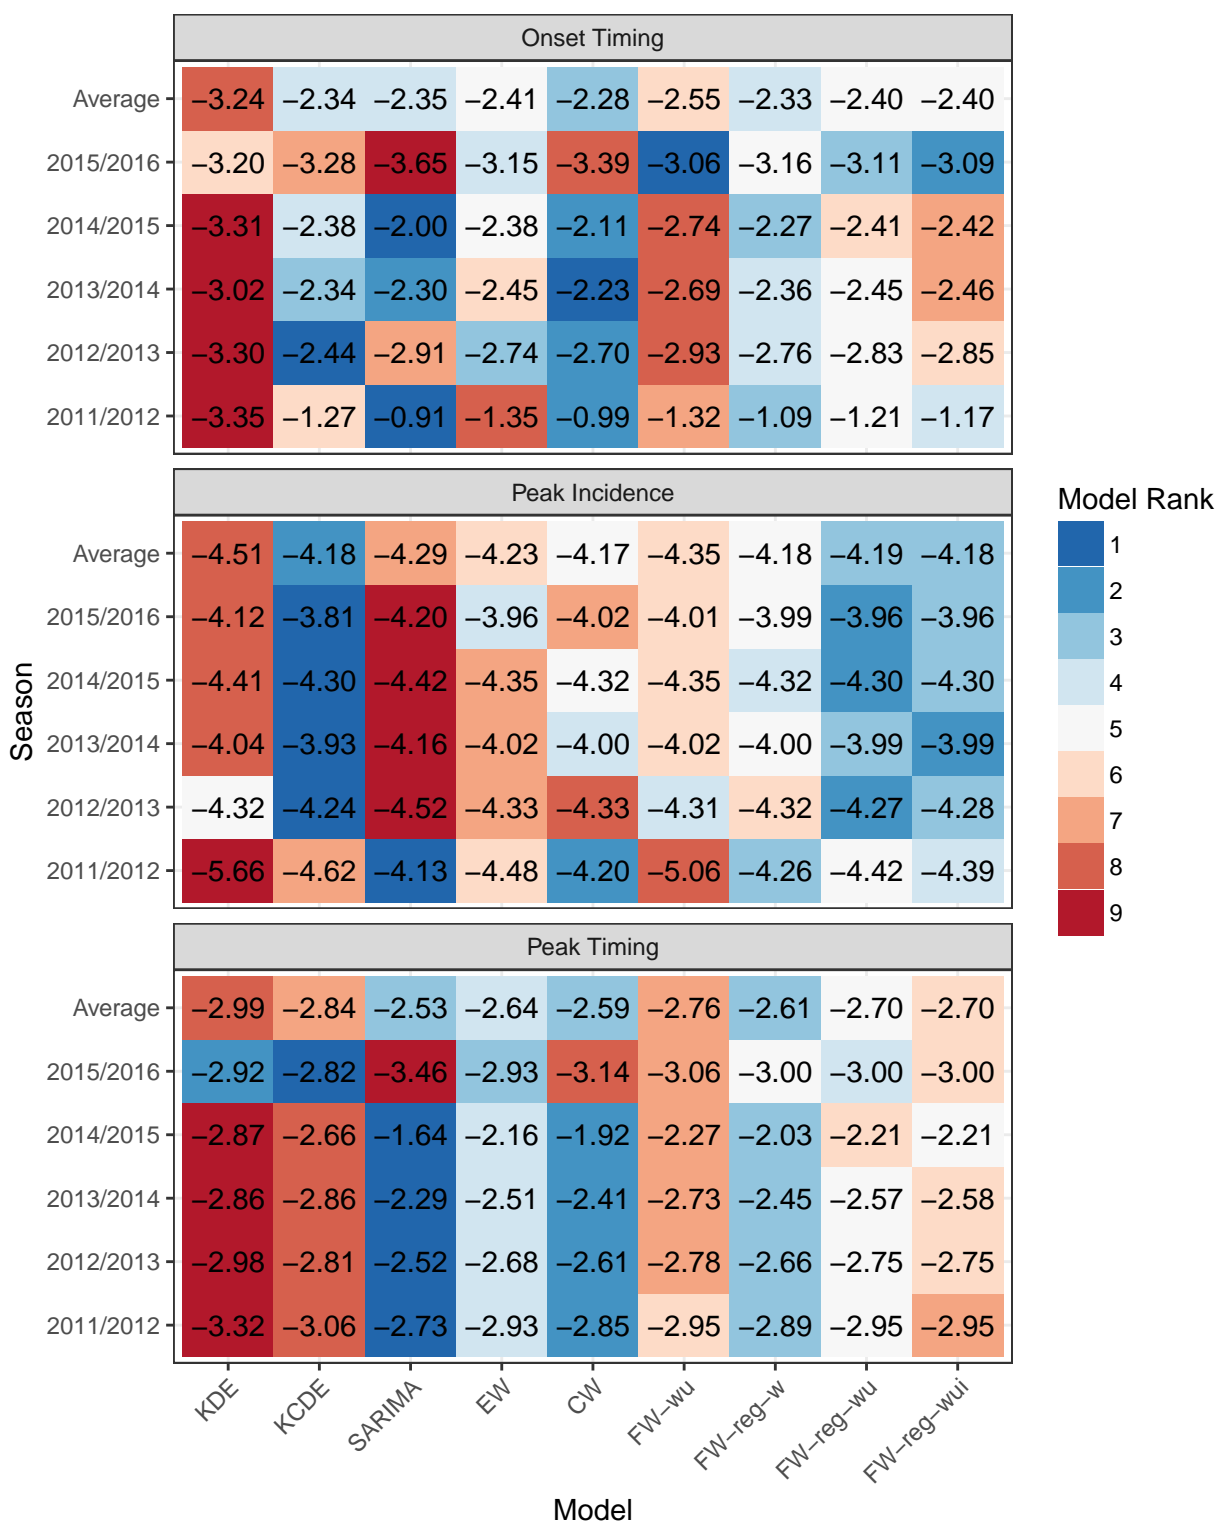 Onset Timing
Average −3.24 −2.34 −2.35 −2.41 −2.28 −2.55 −2.33 −2.40 −2.40
2015/2016 −3.20 −3.28 −3.65 −3.15 −3.39 −3.06 −3.16 −3.11 −3.09
2014/2015 −3.31 −2.38 −2.00 −2.38 −2.11 −2.74 −2.27 −2.41 −2.42
2013/2014 −3.02 −2.34 −2.30 −2.45 −2.23 −2.69 −2.36 −2.45 −2.46
2012/2013 −3.30 −2.44 −2.91 −2.74 −2.70 −2.93 −2.76 −2.83 −2.85
2011/2012 −3.35 −1.27 −0.91 −1.35 −0.99 −1.32 −1.09 −1.21 −1.17
Peak Incidence
Average −4.51 −4.18 −4.29 −4.23 −4.17 −4.35 −4.18 −4.19 −4.18
2015/2016 −4.12 −3.81 −4.20 −3.96 −4.02 −4.01 −3.99 −3.96 −3.96
2014/2015 −4.41 −4.30 −4.42 −4.35 −4.32 −4.35 −4.32 −4.30 −4.30
2013/2014 −4.04 −3.93 −4.16 −4.02 −4.00 −4.02 −4.00 −3.99 −3.99
2012/2013 −4.32 −4.24 −4.52 −4.33 −4.33 −4.31 −4.32 −4.27 −4.28
2011/2012 −5.66 −4.62 −4.13 −4.48 −4.20 −5.06 −4.26 −4.42 −4.39
Peak Timing
Average −2.99 −2.84 −2.53 −2.64 −2.59 −2.76 −2.61 −2.70 −2.70
2015/2016 −2.92 −2.82 −3.46 −2.93 −3.14 −3.06 −3.00 −3.00 −3.00
2014/2015 −2.87 −2.66 −1.64 −2.16 −1.92 −2.27 −2.03 −2.21 −2.21
2013/2014 −2.86 −2.86 −2.29 −2.51 −2.41 −2.73 −2.45 −2.57 −2.58
2012/2013 −2.98 −2.81 −2.52 −2.68 −2.61 −2.78 −2.66 −2.75 −2.75
2011/2012 −3.32 −3.06 −2.73 −2.93 −2.85 −2.95 −2.89 −2.95 −2.95
KDE KCDE SARIMA EW CW FW−wu FW−reg−w FW−reg−wu FW−reg−wui
Model
Season
Model Rank
1
2
3
4
5
6
7
8
9